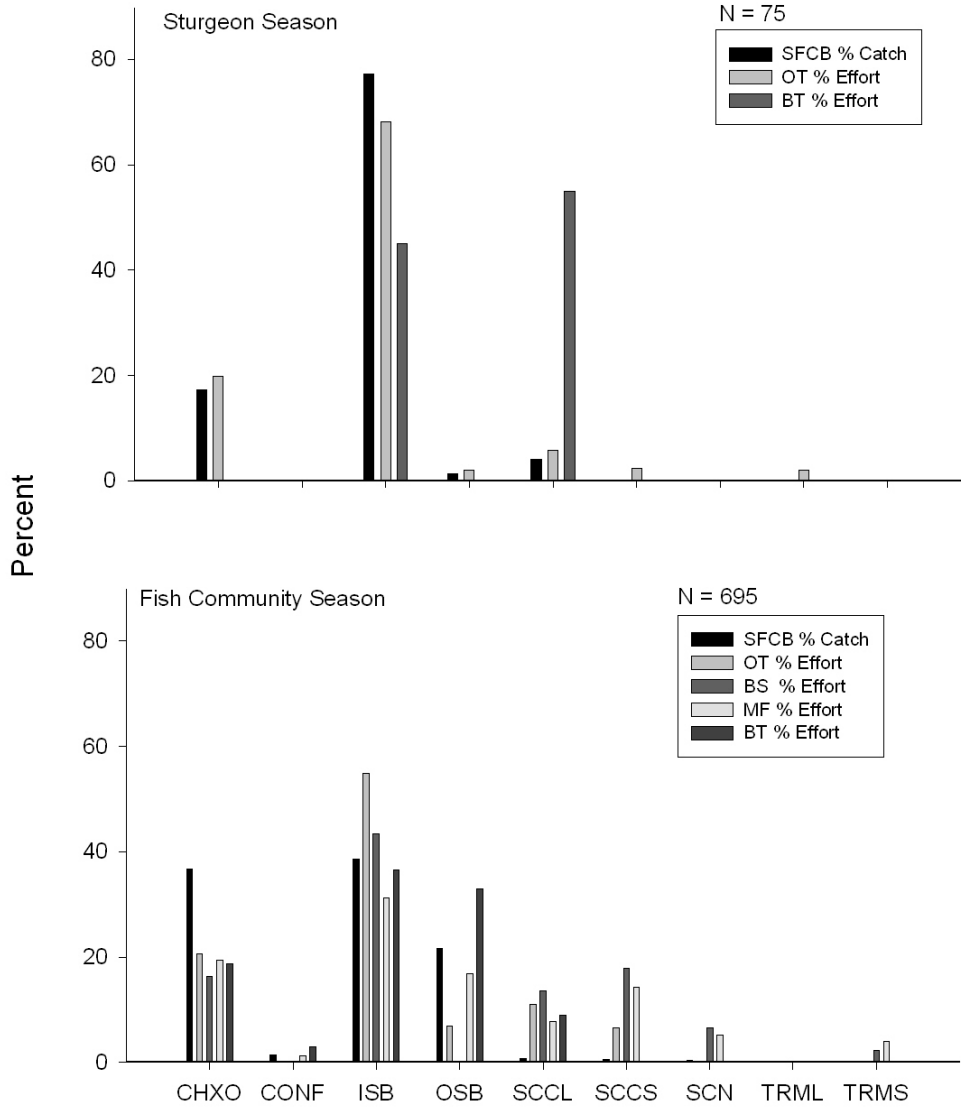 Sturgeon Season
N = 75
SFCB % Catch
OT % Effort
BT % Effort
80
60
40
20
0
Percent
Fish Community Season
N = 695
SFCB % Catch
OT % Effort
BS % Effort
MF % Effort
BT % Effort
80
60
40
20
0
CHXO CONF ISB OSB SCCL SCCS SCN TRML TRMS